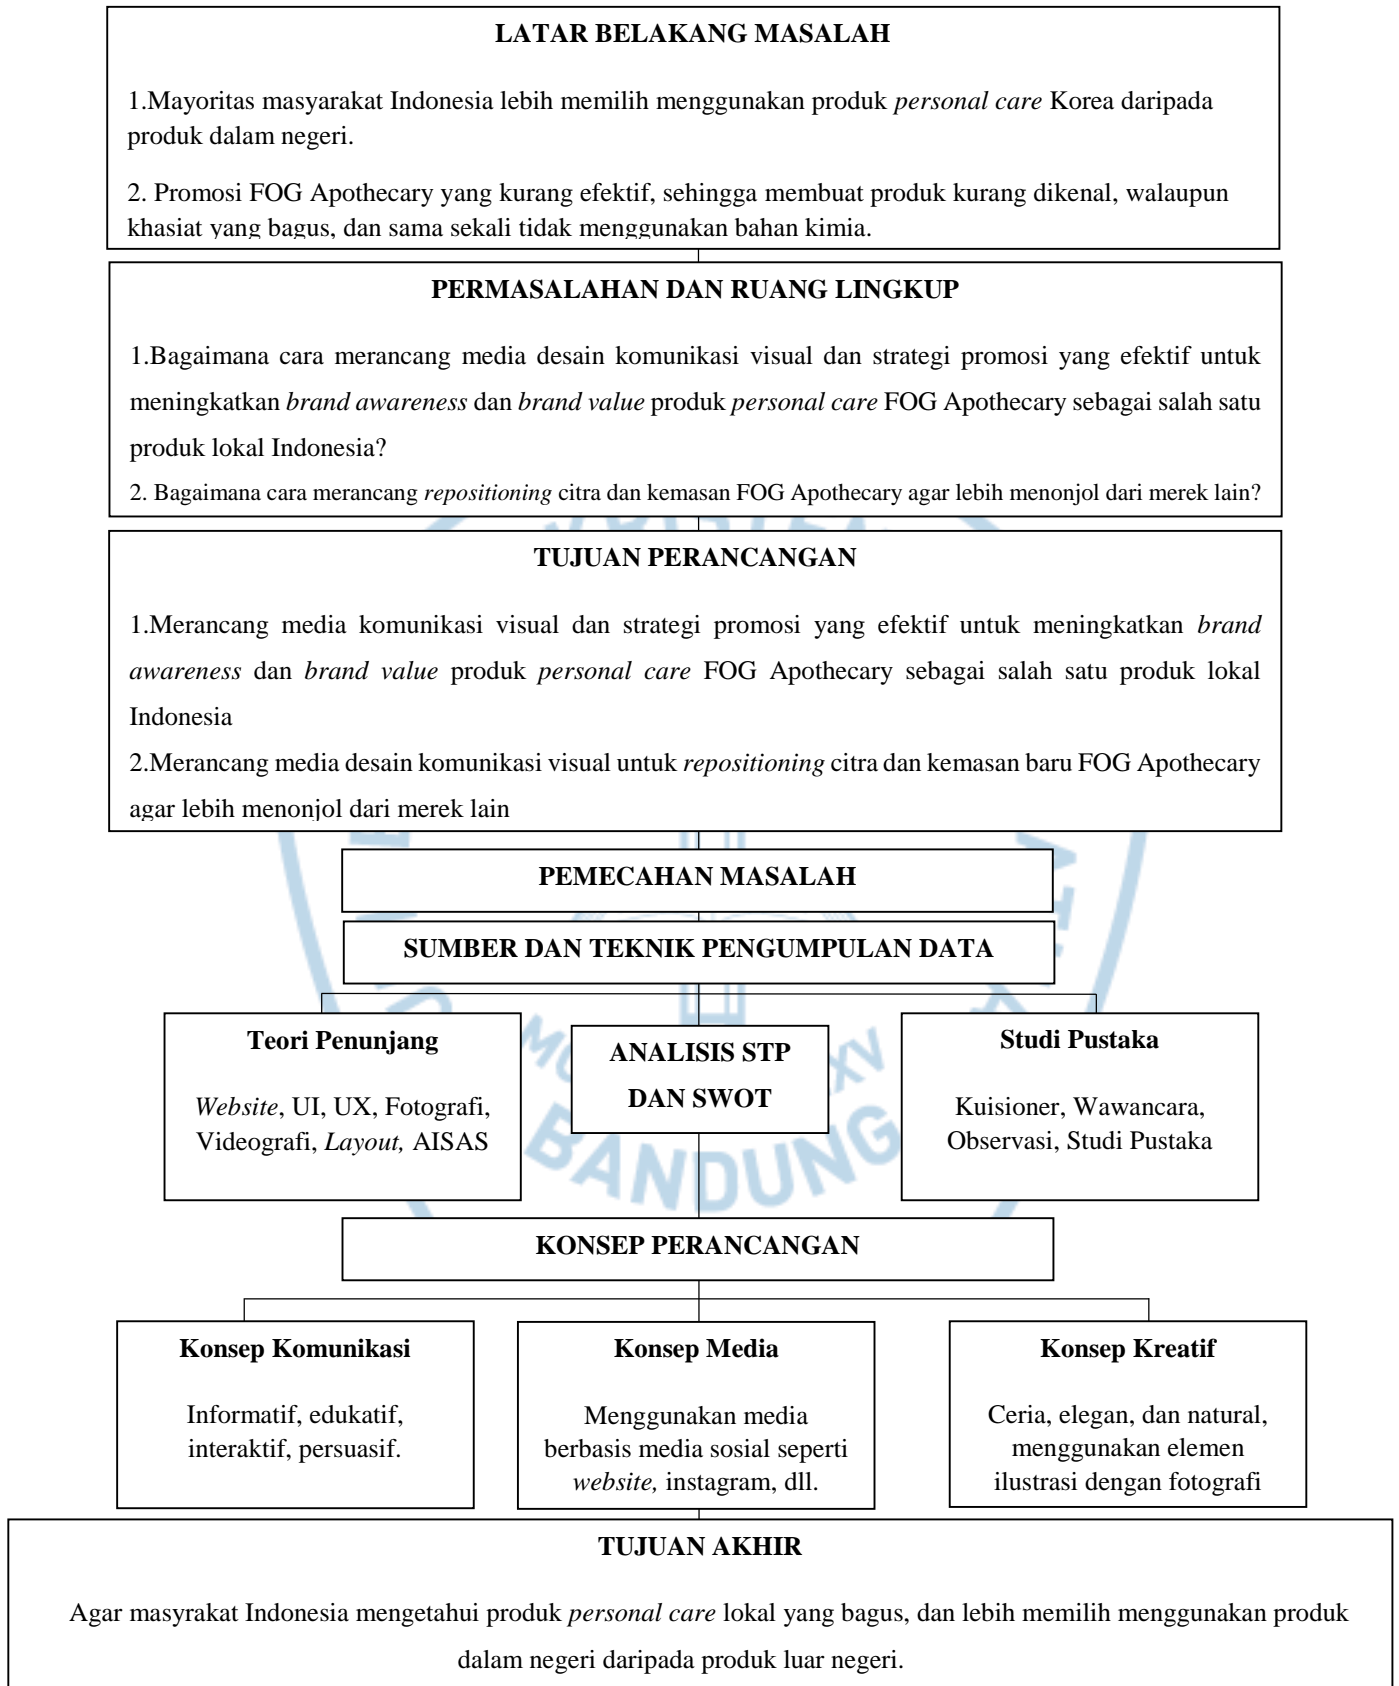 LATAR BELAKANG MASALAH
1.Mayoritas masyarakat Indonesia lebih memilih menggunakan produk personal care Korea daripada
produk dalam negeri.
2. Promosi FOG Apothecary yang kurang efektif, sehingga membuat produk kurang dikenal, walaupun
khasiat yang bagus, dan sama sekali tidak menggunakan bahan kimia.
PERMASALAHAN DAN RUANG LINGKUP
1.Bagaimana cara merancang media desain komunikasi visual dan strategi promosi yang efektif untuk
meningkatkan brand awareness dan brand value produk personal care FOG Apothecary sebagai salah satu
produk lokal Indonesia?
2. Bagaimana cara merancang repositioning citra dan kemasan FOG Apothecary agar lebih menonjol dari merek lain?
TUJUAN PERANCANGAN
1.Merancang media komunikasi visual dan strategi promosi yang efektif untuk meningkatkan brand
awareness dan brand value produk personal care FOG Apothecary sebagai salah satu produk lokal
Indonesia
2.Merancang media desain komunikasi visual untuk repositioning citra dan kemasan baru FOG Apothecary
agar lebih menonjol dari merek lain
PEMECAHAN MASALAH
SUMBER DAN TEKNIK PENGUMPULAN DATA
Teori Penunjang
Website, UI, UX, Fotografi,
Videografi, Layout, AISAS
ANALISIS STP
DAN SWOT
Studi Pustaka
Kuisioner, Wawancara,
Observasi, Studi Pustaka
BANDUNG
KONSEP PERANCANGAN
Konsep Komunikasi
Informatif, edukatif,
interaktif, persuasif.
Konsep Media
Menggunakan media
berbasis media sosial seperti
website, instagram, dll.
Konsep Kreatif
Ceria, elegan, dan natural,
menggunakan elemen
ilustrasi dengan fotografi
TUJUAN AKHIR
Agar masyrakat Indonesia mengetahui produk personal care lokal yang bagus, dan lebih memilih menggunakan produk
dalam negeri daripada produk luar negeri.